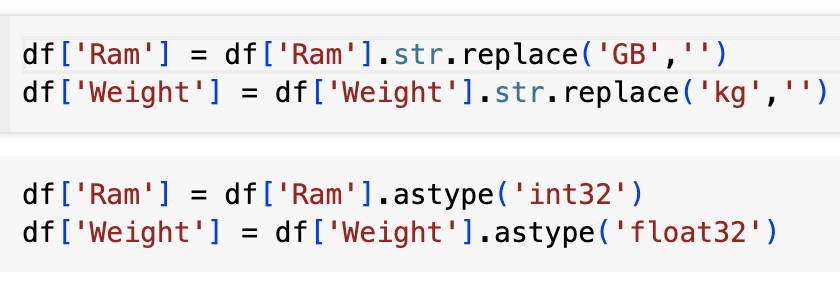 df['Ram'] = df['Ram'].str.replace('GB','')
df['Weight'] = df['Weight'].str.replace('kg','')
df['Ram'] = df['Ram'].astype('int32')
df['Weight'] = df['Weight'].astype('float32')